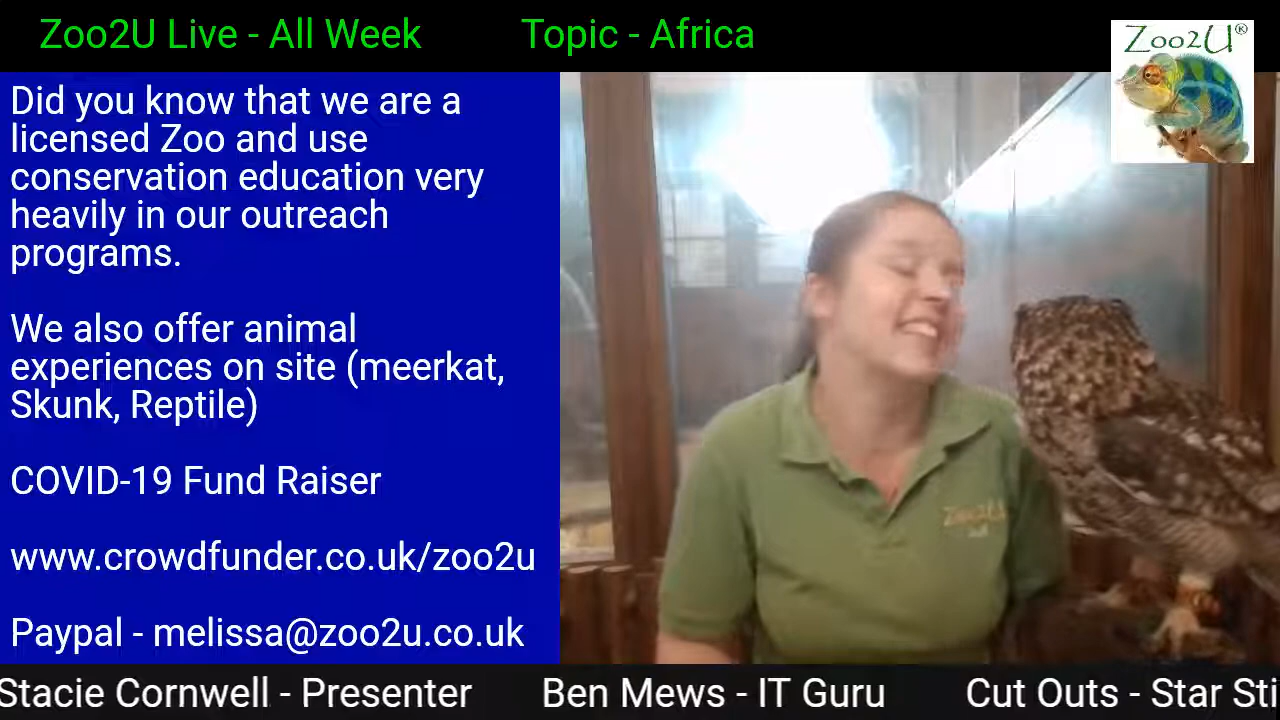 Zoo2U Live - All Week Topic - Africa
Zoo2U®
Did you know that we are a
licensed Zoo and use
conservation education very
heavily in our outreach
programs.
We also offer animal
experiences on site (meerkat,
Skunk, Reptile)
COVID-19 Fund Raiser
www.crowdfunder.co.uk/zoo2u
Paypal - melissa@zoo2u.co.uk
Zoo2U
Stacie Cornwell - Presenter Ben Mews - IT Guru Cut Outs - Star Sti